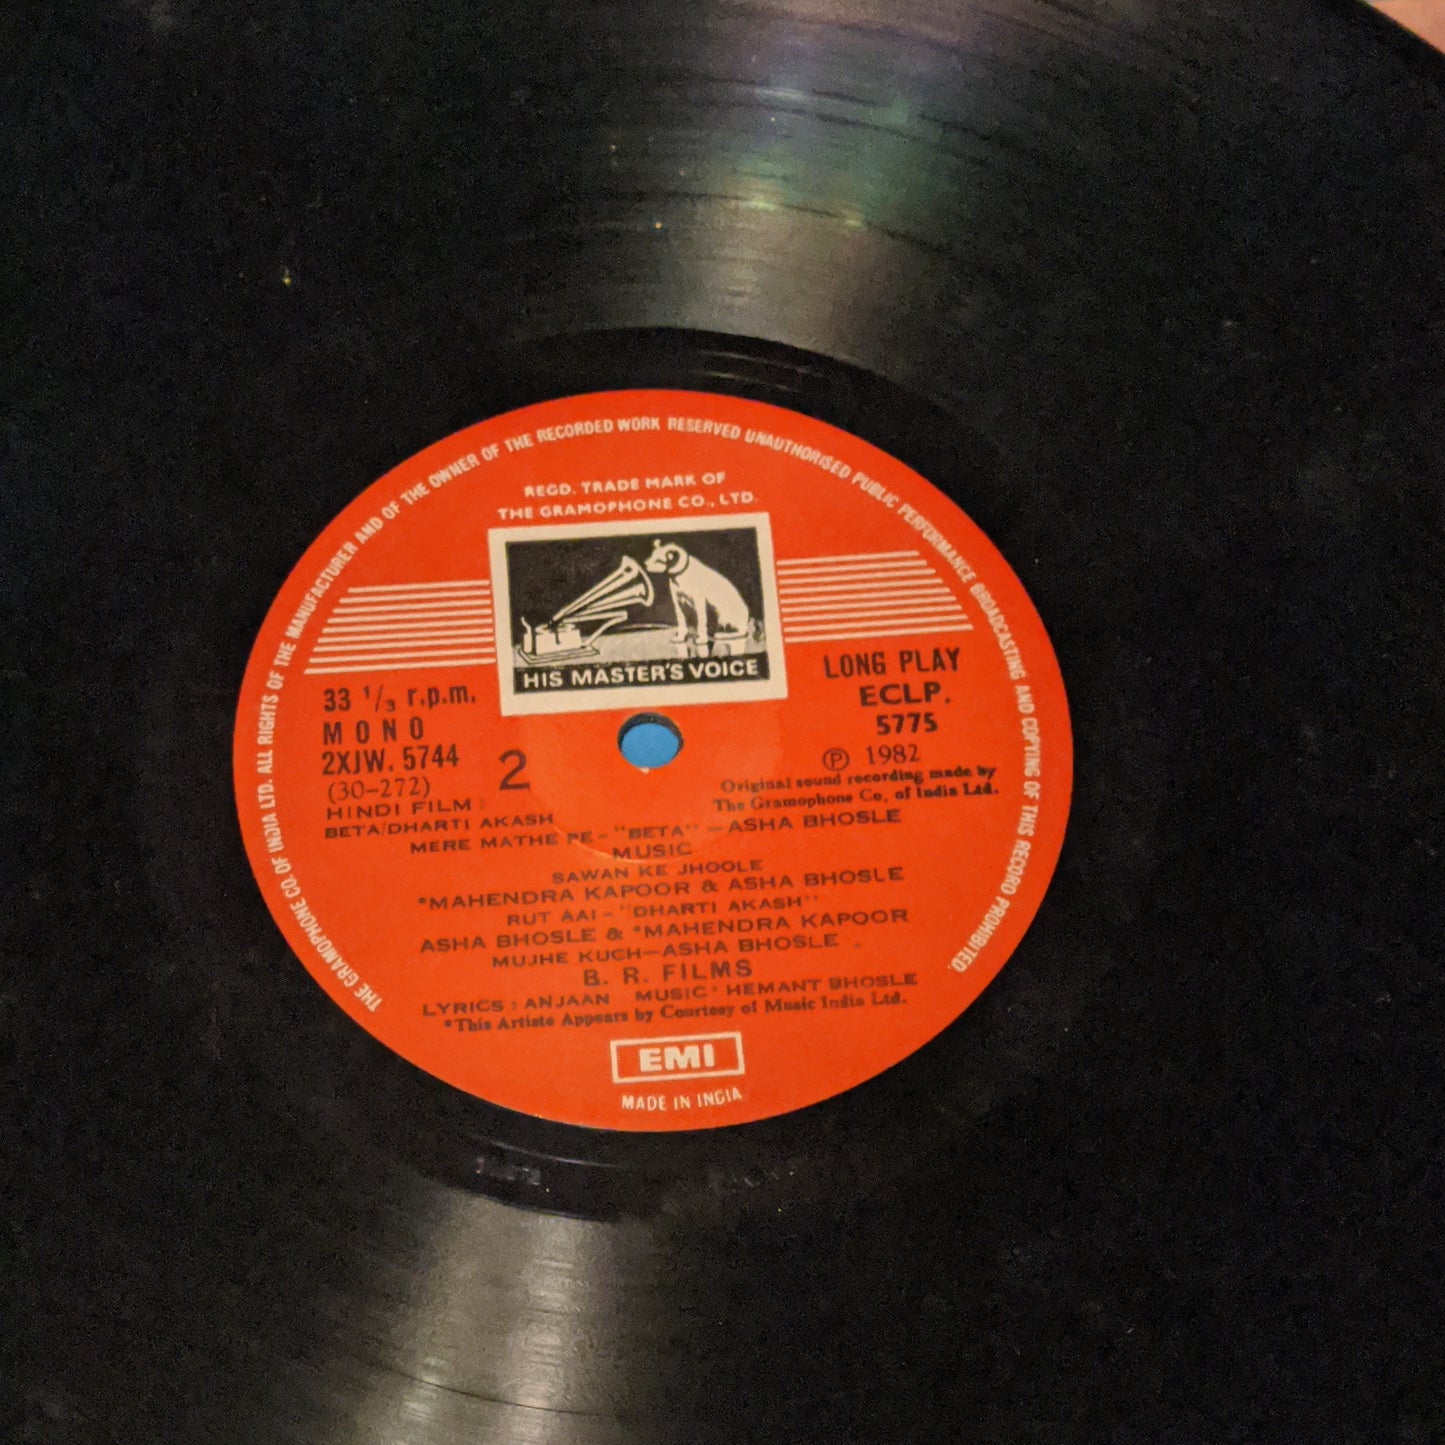 THE GRAMOPHONE CO. OF INDIA LTD. ALL RIGHTS OF THE MANUFACTURER AND OF THE OWNER OF THE RECORDED WORK RESERVED UNAUTHORISED PUBLIC PERFORMANCE BROADCASTING AND COPYING OF THIS RECORD PROHIBITED.
REGD. TRADE MARK OF
THE GRAMOPHONE CO., LTD.
HIS MASTER'S VOICE
33 1/3 r.p.m.
MONO
2XJW. 5744
(30-272)
2
LONG PLAY
ECLP.
5775
Ⓟ 1982
Original sound recording made by
The Gramophone Co, of India Ltd.
HINDI FILM :
BETA/DHARTI AKASH
MERE MATHE PE - "BETA" - ASHA BHOSLE
MUSIC
SAWAN KE JHOOLE
*MAHENDRA KAPOOR & ASHA BHOSLE
RUT AAI - "DHARTI AKASH"
ASHA BHOSLE & *MAHENDRA KAPOOR
MUJHE KUCH—ASHA BHOSLE
B. R. FILMS
LYRICS : ANJAAN MUSIC : HEMANT BHOSLE
*This Artiste Appears by Courtesy of Music India Ltd.
EMI
MADE IN INDIA